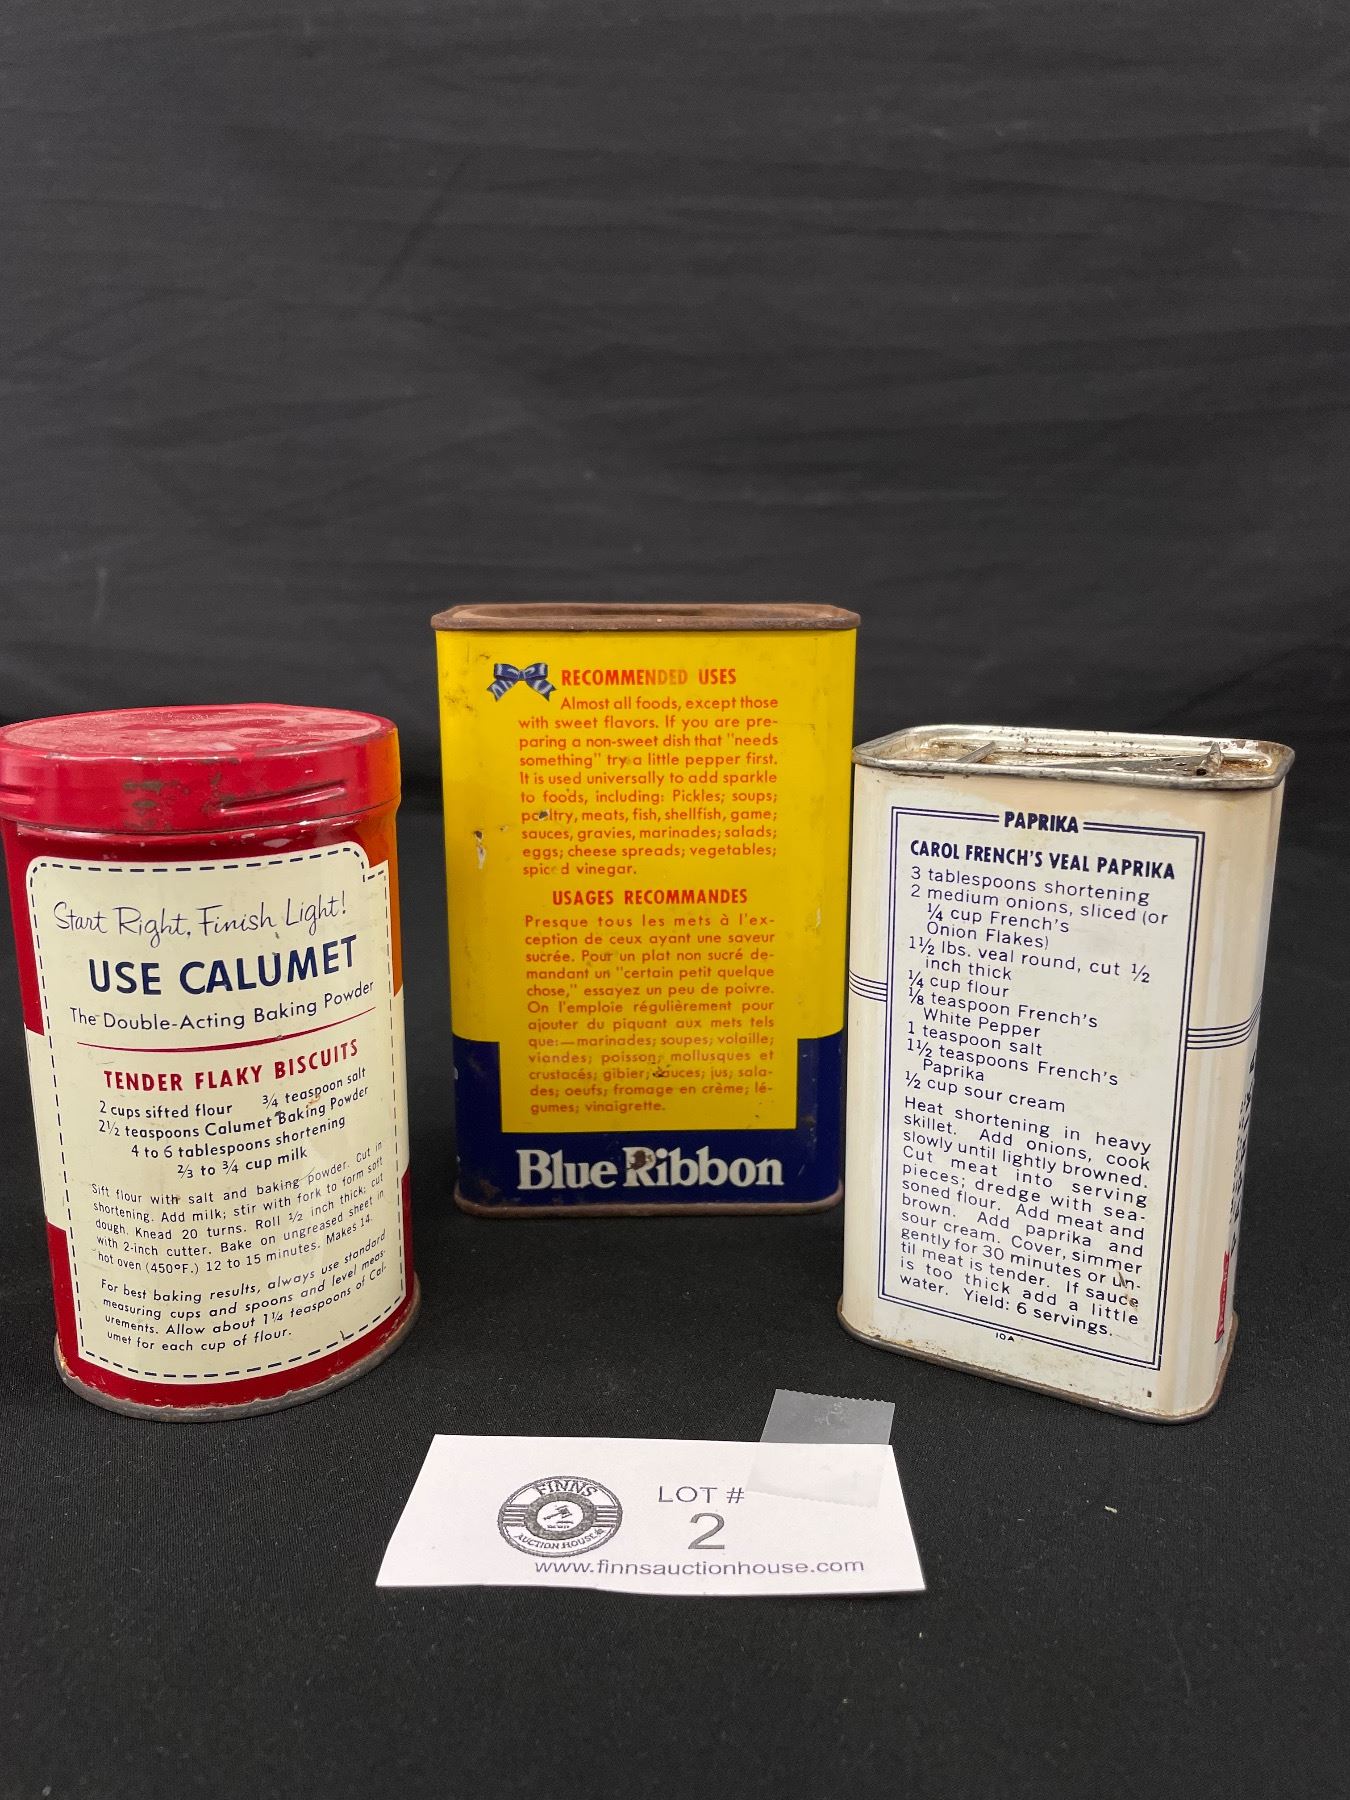 Start Right, Finish Light!
USE CALUMET
The Double-Acting Baking Powder
TENDER FLAKY BISCUITS
2 cups sifted flour ¾ teaspoon salt
2½ teaspoons Calumet Baking Powder
4 to 6 tablespoons shortening
⅔ to ¾ cup milk
Sift flour with salt and baking powder. Cut in
shortening. Add milk; stir with fork to form soft
dough. Knead 20 turns. Roll ½ inch thick; cut
with 2-inch cutter. Bake on ungreased sheet in
hot oven (450°F.) 12 to 15 minutes. Makes 14.
For best baking results, always use standard
measuring cups and spoons and level meas-
urements. Allow about 1¼ teaspoons of Cal-
umet for each cup of flour.
RECOMMENDED USES
Almost all foods, except those
with sweet flavors. If you are pre-
paring a non-sweet dish that "needs
something" try a little pepper first.
It is used universally to add sparkle
to foods, including: Pickles; soups;
poultry, meats, fish, shellfish, game;
sauces, gravies, marinades; salads;
eggs; cheese spreads; vegetables;
spiced vinegar.
USAGES RECOMMANDES
Presque tous les mets à l'ex-
ception de ceux ayant une saveur
sucrée. Pour un plat non sucré de-
mandant un "certain petit quelque
chose," essayez un peu de poivre.
On l'emploie régulièrement pour
ajouter du piquant aux mets tels
que:—marinades; soupes; volaille;
viandes; poisson; mollusques et
crustacés; gibier; sauces; jus; sala-
des; oeufs; fromage en crème; lé-
gumes; vinaigrette.
Blue Ribbon
PAPRIKA
CAROL FRENCH'S VEAL PAPRIKA
3 tablespoons shortening
2 medium onions, sliced (or
¼ cup French's
Onion Flakes)
1½ lbs. veal round, cut ½
inch thick
¼ cup flour
⅛ teaspoon French's
White Pepper
1 teaspoon salt
1½ teaspoons French's
Paprika
½ cup sour cream
Heat shortening in heavy
skillet. Add onions, cook
slowly until lightly browned.
Cut meat into serving
pieces; dredge with sea-
soned flour. Add meat and
brown. Add paprika and
sour cream. Cover, simmer
gently for 30 minutes or un-
til meat is tender. If sauce
is too thick add a little
water. Yield: 6 servings.
10A
FINNS
AUCTION HOUSE
LOT #
2
www.finnsauctionhouse.com